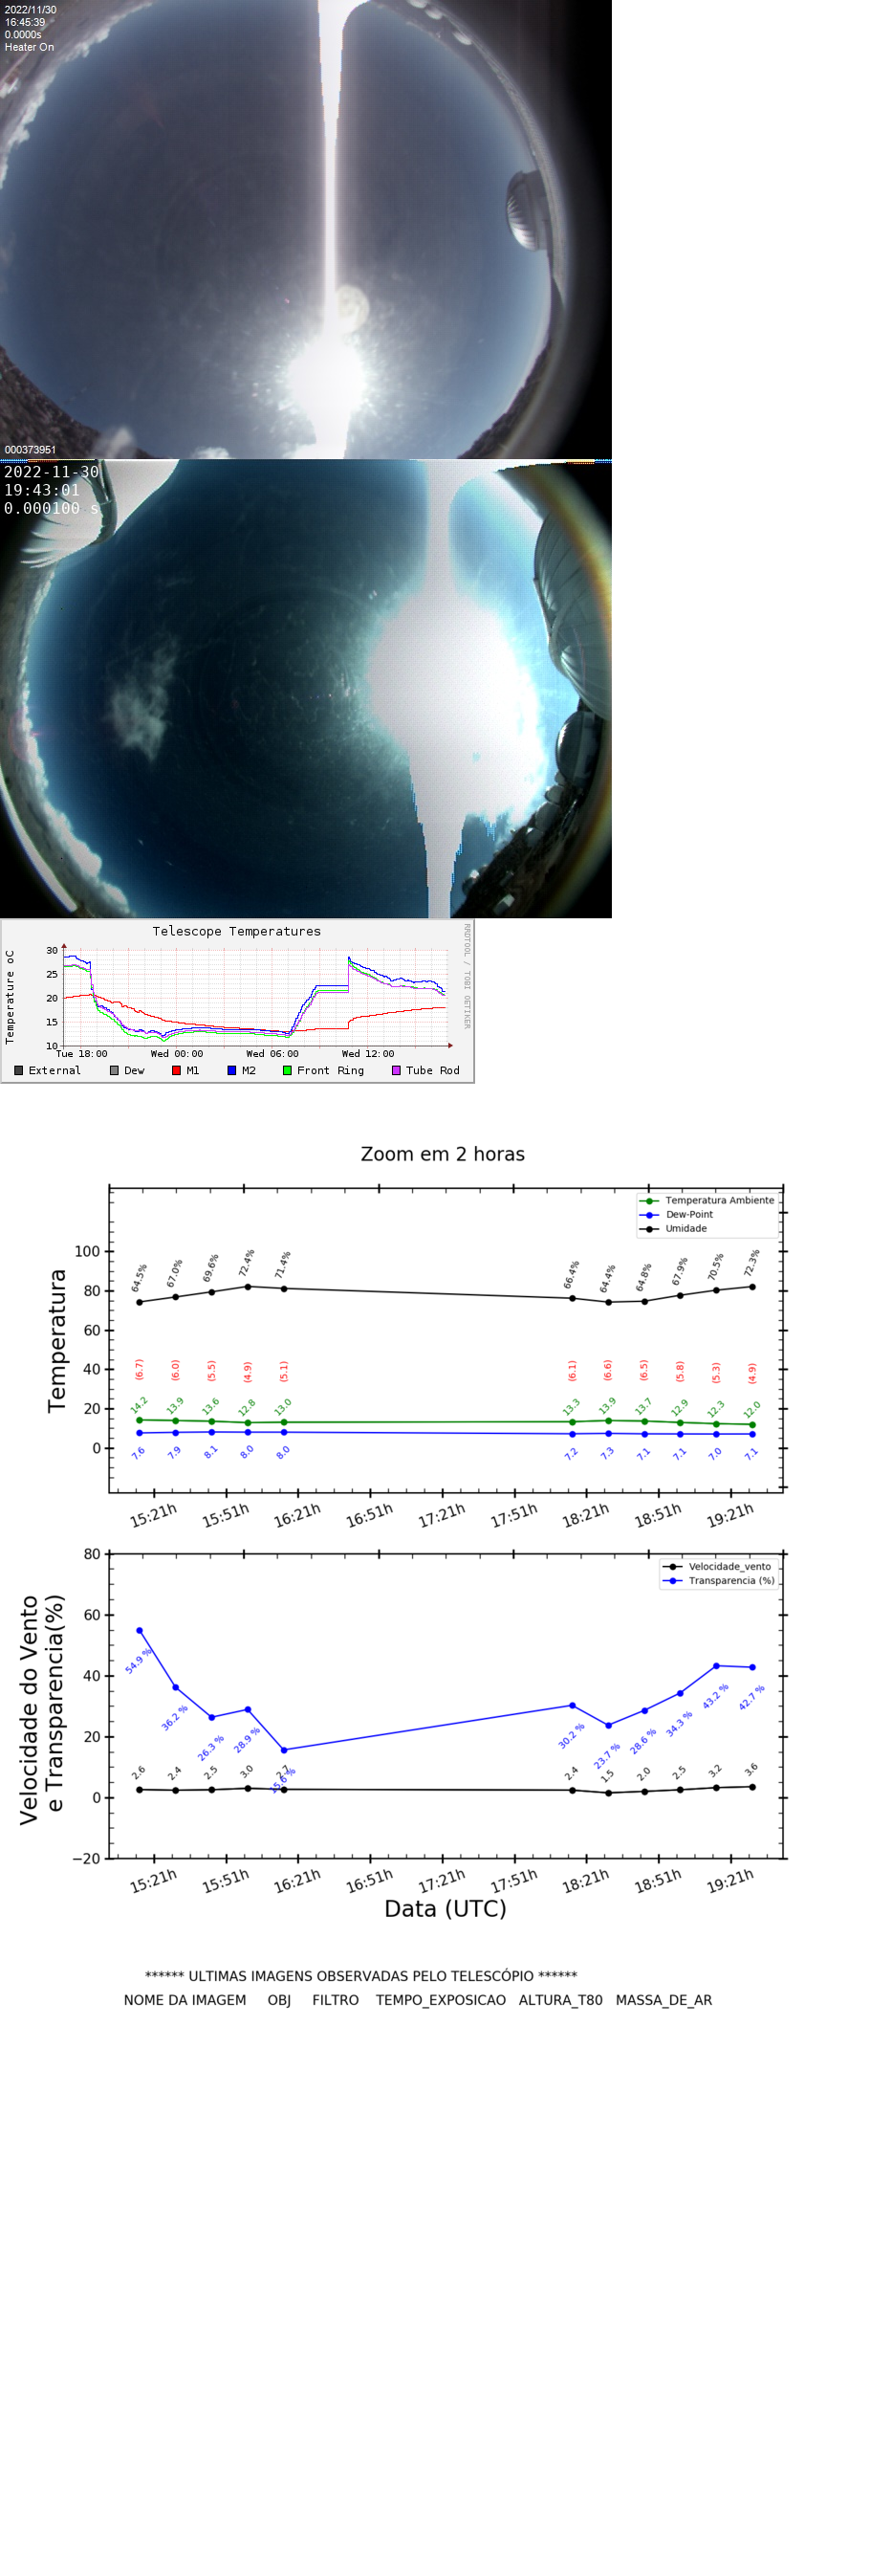 2022/11/30
16:45:39
0.0000s
Heater On
000373951
2022-11-30
19:43:01
0.000100 s
Telescope Temperatures
Temperature oC
30
25
20
15
10
Tue 18:00 Wed 00:00 Wed 06:00 Wed 12:00
External Dew M1 M2 Front Ring Tube Rod
RRDTOOL / TOBI OETIKER
Zoom em 2 horas
Temperatura
Temperatura Ambiente
Dew-Point
Umidade
100
80
60
40
20
0
64.5% 67.0% 69.6% 72.4% 71.4% 66.4% 64.4% 64.8% 67.9% 70.5% 72.3%
(6.7) (6.0) (5.5) (4.9) (5.1) (6.1) (6.6) (6.5) (5.8) (5.3) (4.9)
14.2 13.9 13.6 12.8 13.0 13.3 13.9 13.7 12.9 12.3 12.0
7.6 7.9 8.1 8.0 8.0 7.2 7.3 7.1 7.1 7.0 7.1
15:21h 15:51h 16:21h 16:51h 17:21h 17:51h 18:21h 18:51h 19:21h
Velocidade do Vento
e Transparencia(%)
Velocidade_vento
Transparencia (%)
80
60
40
20
0
−20
54.9 % 36.2 % 26.3 % 28.9 % 15.6 % 30.2 % 23.7 % 28.6 % 34.3 % 43.2 % 42.7 %
2.6 2.4 2.5 3.0 2.7 2.4 1.5 2.0 2.5 3.2 3.6
15:21h 15:51h 16:21h 16:51h 17:21h 17:51h 18:21h 18:51h 19:21h
Data (UTC)
****** ULTIMAS IMAGENS OBSERVADAS PELO TELESCÓPIO ******
NOME DA IMAGEM OBJ FILTRO TEMPO_EXPOSICAO ALTURA_T80 MASSA_DE_AR